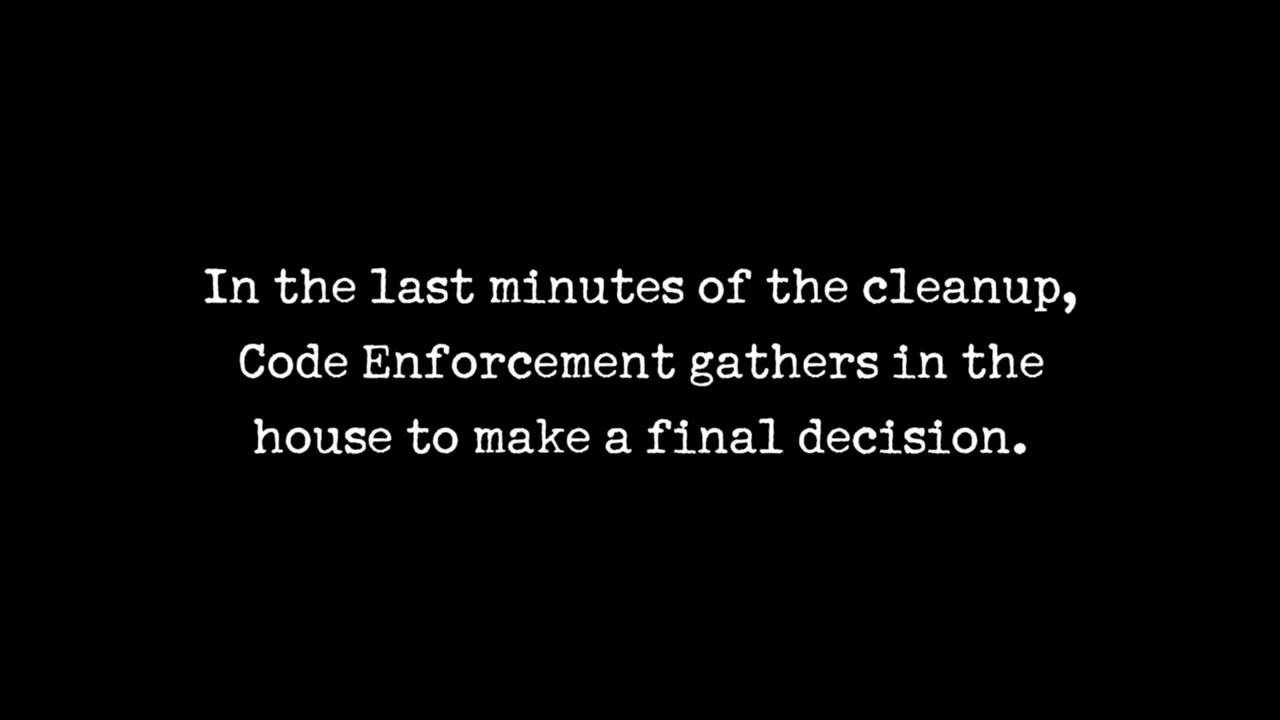 In the last minutes of the cleanup,
Code Enforcement gathers in the
house to make a final decision.